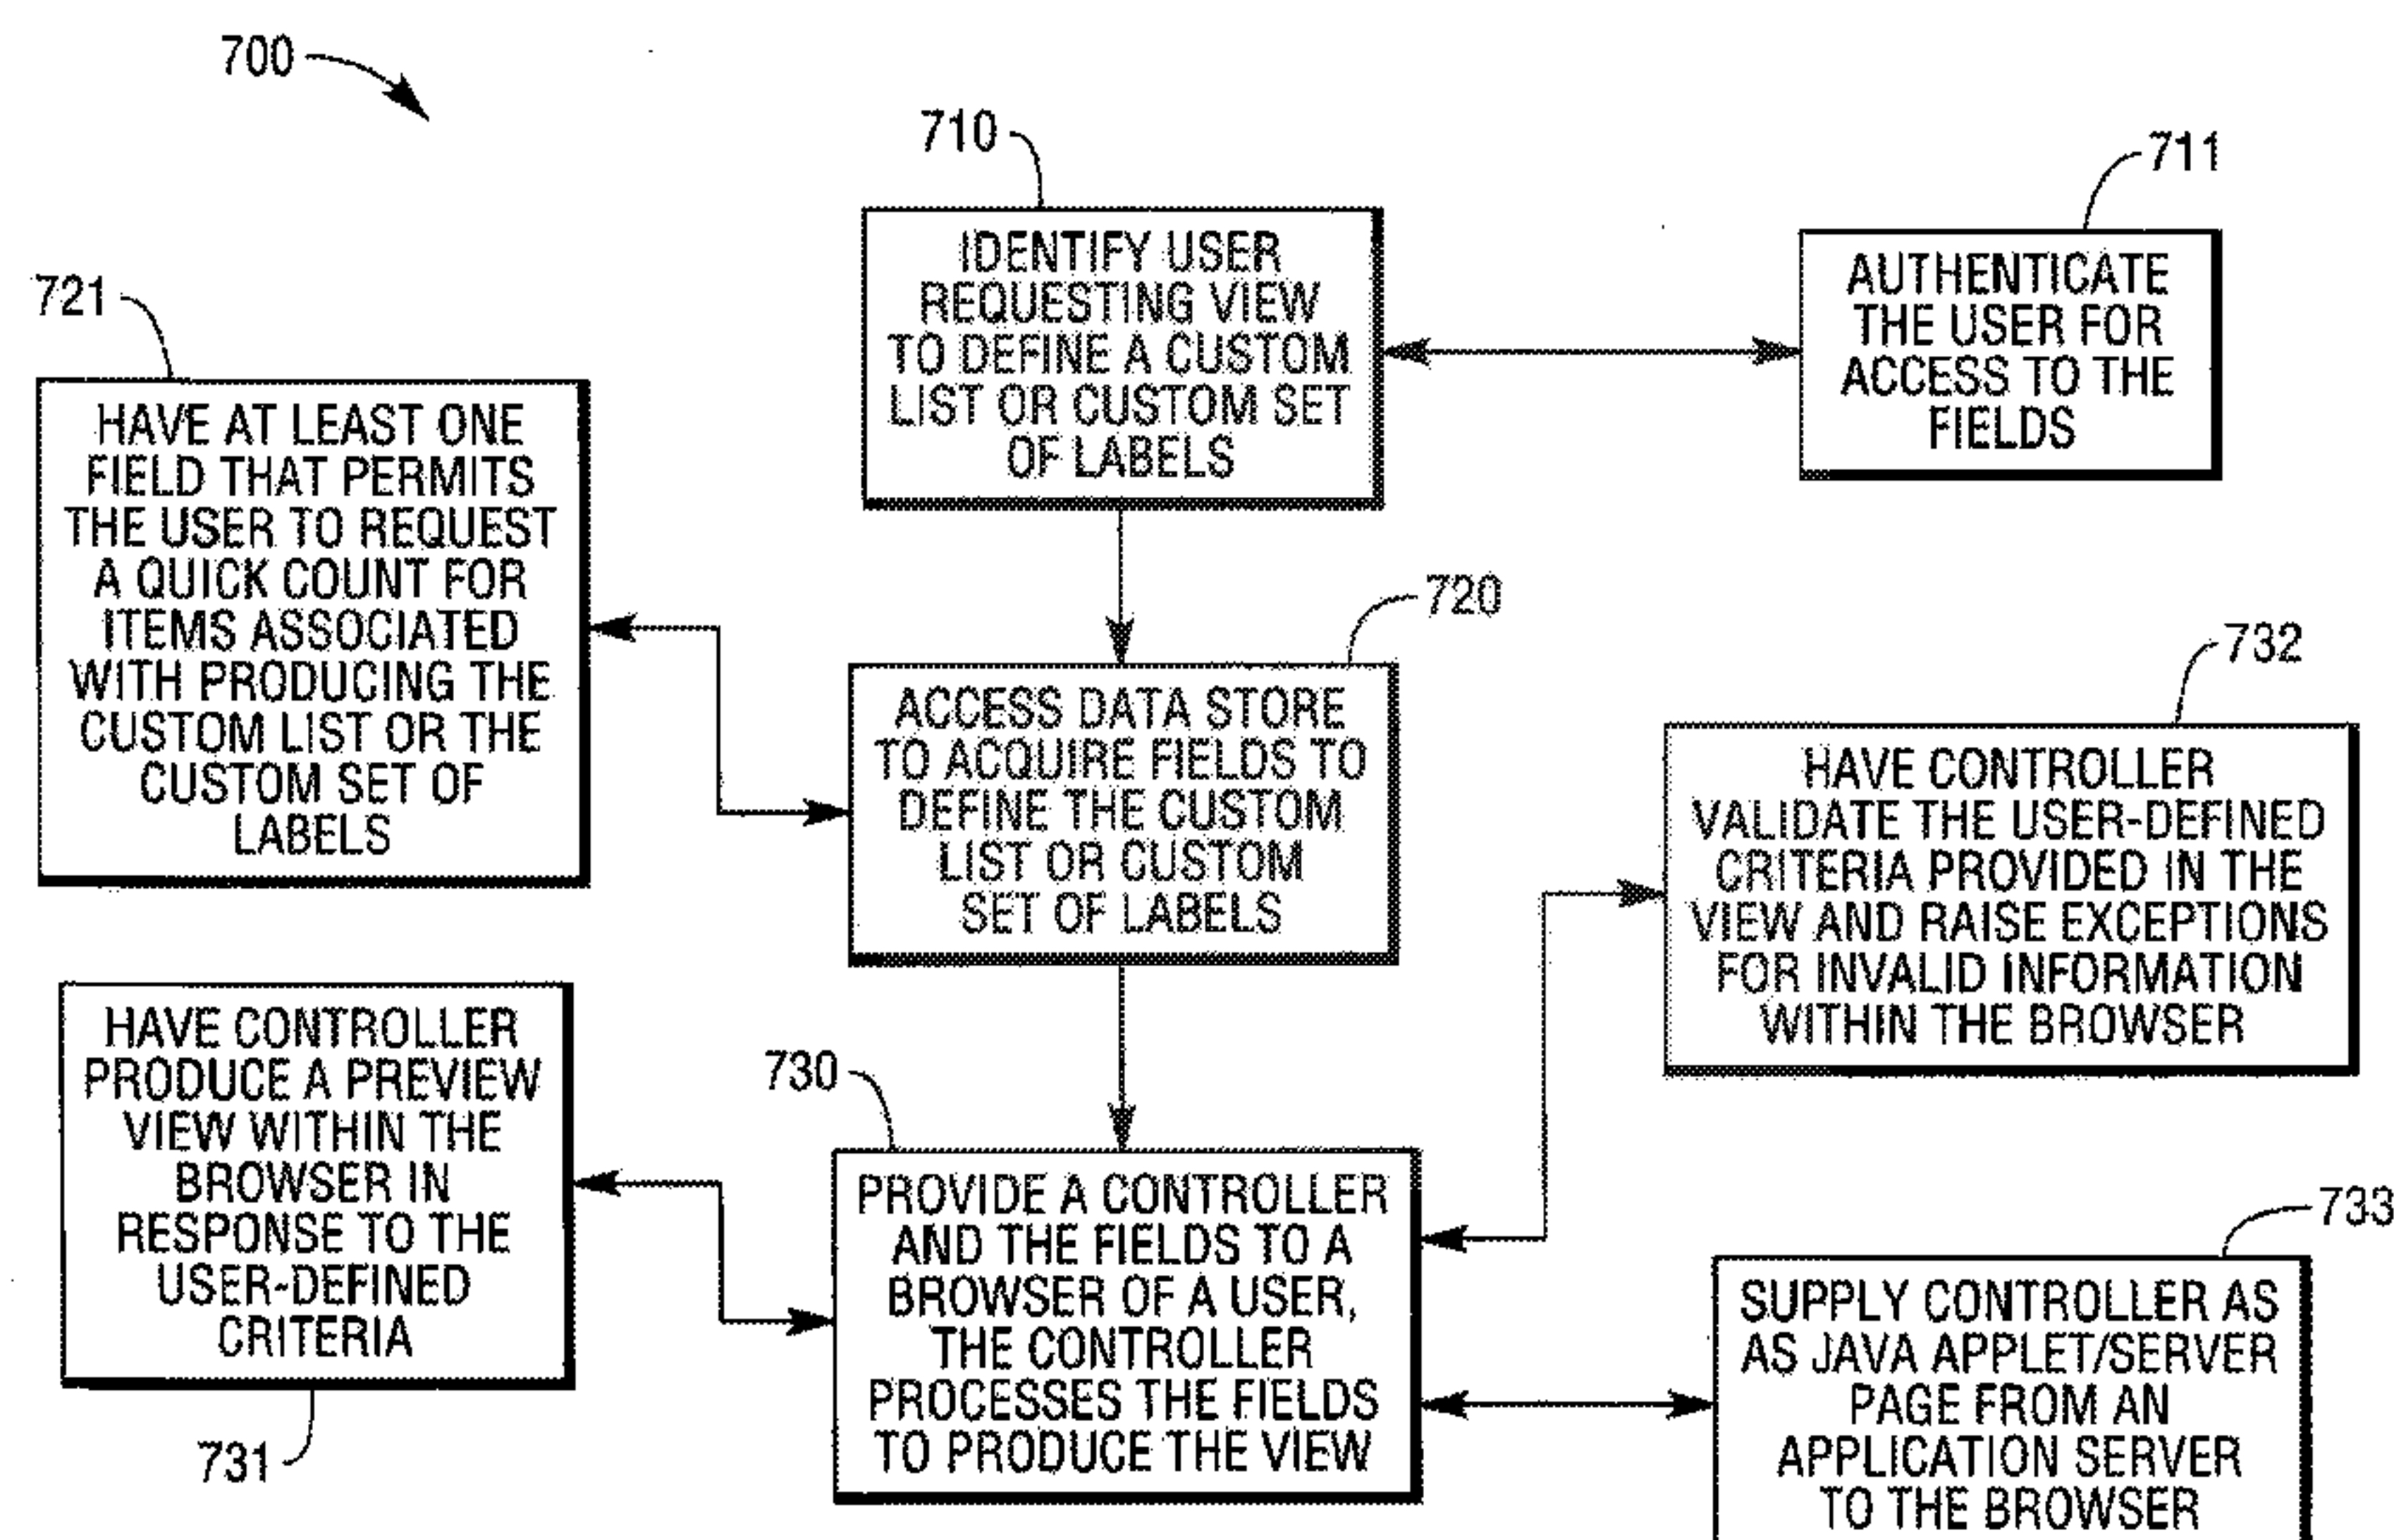 700
710
IDENTIFY USER
REQUESTING VIEW
TO DEFINE A CUSTOM
LIST OR CUSTOM SET
OF LABELS
711
AUTHENTICATE
THE USER FOR
ACCESS TO THE
FIELDS
721
HAVE AT LEAST ONE
FIELD THAT PERMITS
THE USER TO REQUEST
A QUICK COUNT FOR
ITEMS ASSOCIATED
WITH PRODUCING THE
CUSTOM LIST OR THE
CUSTOM SET OF
LABELS
720
ACCESS DATA STORE
TO ACQUIRE FIELDS TO
DEFINE THE CUSTOM
LIST OR CUSTOM
SET OF LABELS
732
HAVE CONTROLLER
VALIDATE THE USER-DEFINED
CRITERIA PROVIDED IN THE
VIEW AND RAISE EXCEPTIONS
FOR INVALID INFORMATION
WITHIN THE BROWSER
HAVE CONTROLLER
PRODUCE A PREVIEW
VIEW WITHIN THE
BROWSER IN
RESPONSE TO THE
USER-DEFINED
CRITERIA
731
730
PROVIDE A CONTROLLER
AND THE FIELDS TO A
BROWSER OF A USER,
THE CONTROLLER
PROCESSES THE FIELDS
TO PRODUCE THE VIEW
733
SUPPLY CONTROLLER AS
AS JAVA APPLET/SERVER
PAGE FROM AN
APPLICATION SERVER
TO THE BROWSER